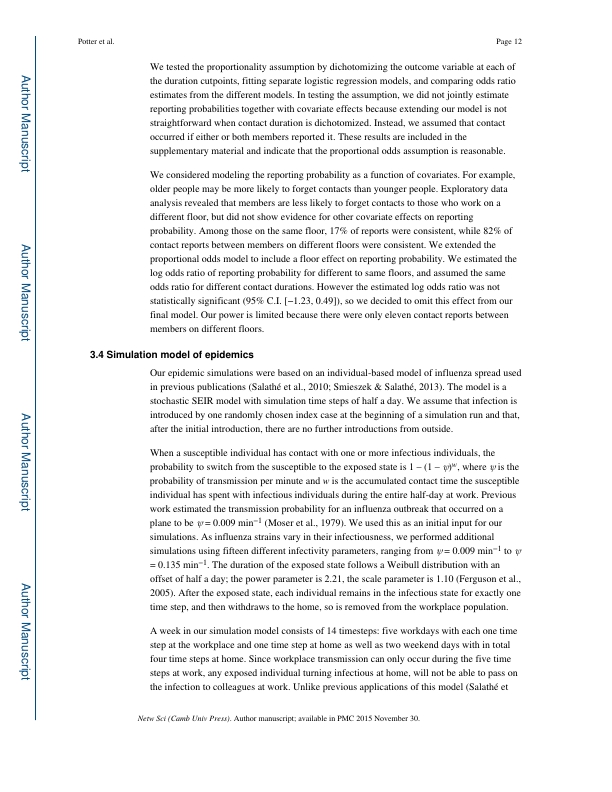 Potter et al.
Page 12
We tested the proportionality assumption by dichotomizing the outcome variable at each of
the duration cutpoints, fitting separate logistic regression models, and comparing odds ratio
estimates from the different models. In testing the assumption, we did not jointly estimate
reporting probabilities together with covariate effects because extending our model is not
straightforward when contact duration is dichotomized. Instead, we assumed that contact
occurred if either or both members reported it. These results are included in the
supplementary material and indicate that the proportional odds assumption is reasonable.
We considered modeling the reporting probability as a function of covariates. For example,
older people may be more likely to forget contacts than younger people. Exploratory data
analysis revealed that members are less likely to forget contacts to those who work on a
different floor, but did not show evidence for other covariate effects on reporting
probability. Among those on the same floor, 17% of reports were consistent, while 82% of
contact reports between members on different floors were consistent. We extended the
proportional odds model to include a floor effect on reporting probability. We estimated the
log odds ratio of reporting probability for different to same floors, and assumed the same
odds ratio for different contact durations. However the estimated log odds ratio was not
statistically significant (95% C.I. [−1.23, 0.49]), so we decided to omit this effect from our
final model. Our power is limited because there were only eleven contact reports between
members on different floors.
3.4 Simulation model of epidemics
Our epidemic simulations were based on an individual-based model of influenza spread used
in previous publications (Salathé et al., 2010; Smieszek & Salathé, 2013). The model is a
stochastic SEIR model with simulation time steps of half a day. We assume that infection is
introduced by one randomly chosen index case at the beginning of a simulation run and that,
after the initial introduction, there are no further introductions from outside.
When a susceptible individual has contact with one or more infectious individuals, the
probability to switch from the susceptible to the exposed state is 1 – (1 – ψ)ʷ, where ψ is the
probability of transmission per minute and w is the accumulated contact time the susceptible
individual has spent with infectious individuals during the entire half-day at work. Previous
work estimated the transmission probability for an influenza outbreak that occurred on a
plane to be ψ = 0.009 min⁻¹ (Moser et al., 1979). We used this as an initial input for our
simulations. As influenza strains vary in their infectiousness, we performed additional
simulations using fifteen different infectivity parameters, ranging from ψ = 0.009 min⁻¹ to ψ
= 0.135 min⁻¹. The duration of the exposed state follows a Weibull distribution with an
offset of half a day; the power parameter is 2.21, the scale parameter is 1.10 (Ferguson et al.,
2005). After the exposed state, each individual remains in the infectious state for exactly one
time step, and then withdraws to the home, so is removed from the workplace population.
A week in our simulation model consists of 14 timesteps: five workdays with each one time
step at the workplace and one time step at home as well as two weekend days with in total
four time steps at home. Since workplace transmission can only occur during the five time
steps at work, any exposed individual turning infectious at home, will not be able to pass on
the infection to colleagues at work. Unlike previous applications of this model (Salathé et
Netw Sci (Camb Univ Press). Author manuscript; available in PMC 2015 November 30.
Author Manuscript
Author Manuscript
Author Manuscript
Author Manuscript